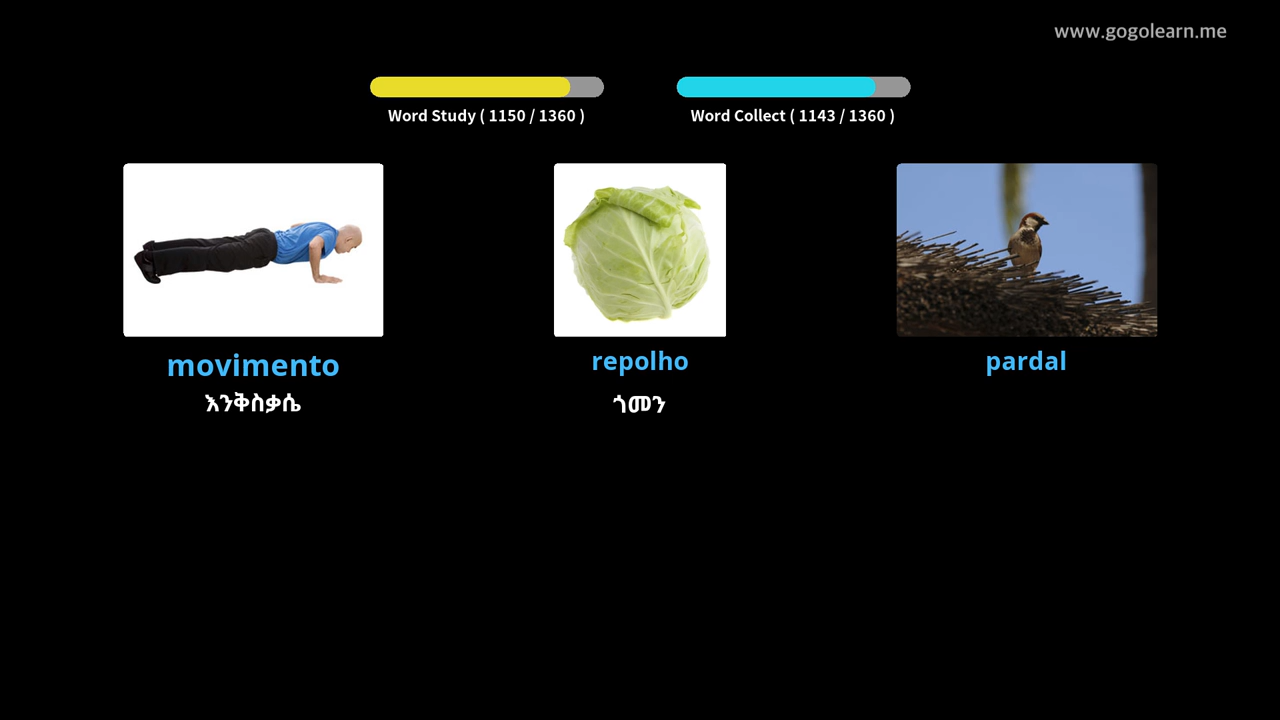 www.gogolearn.me
Word Study ( 1150 / 1360 )
Word Collect ( 1143 / 1360 )
movimento
repolho
pardal
እንቅስቃሴ
ጎመን